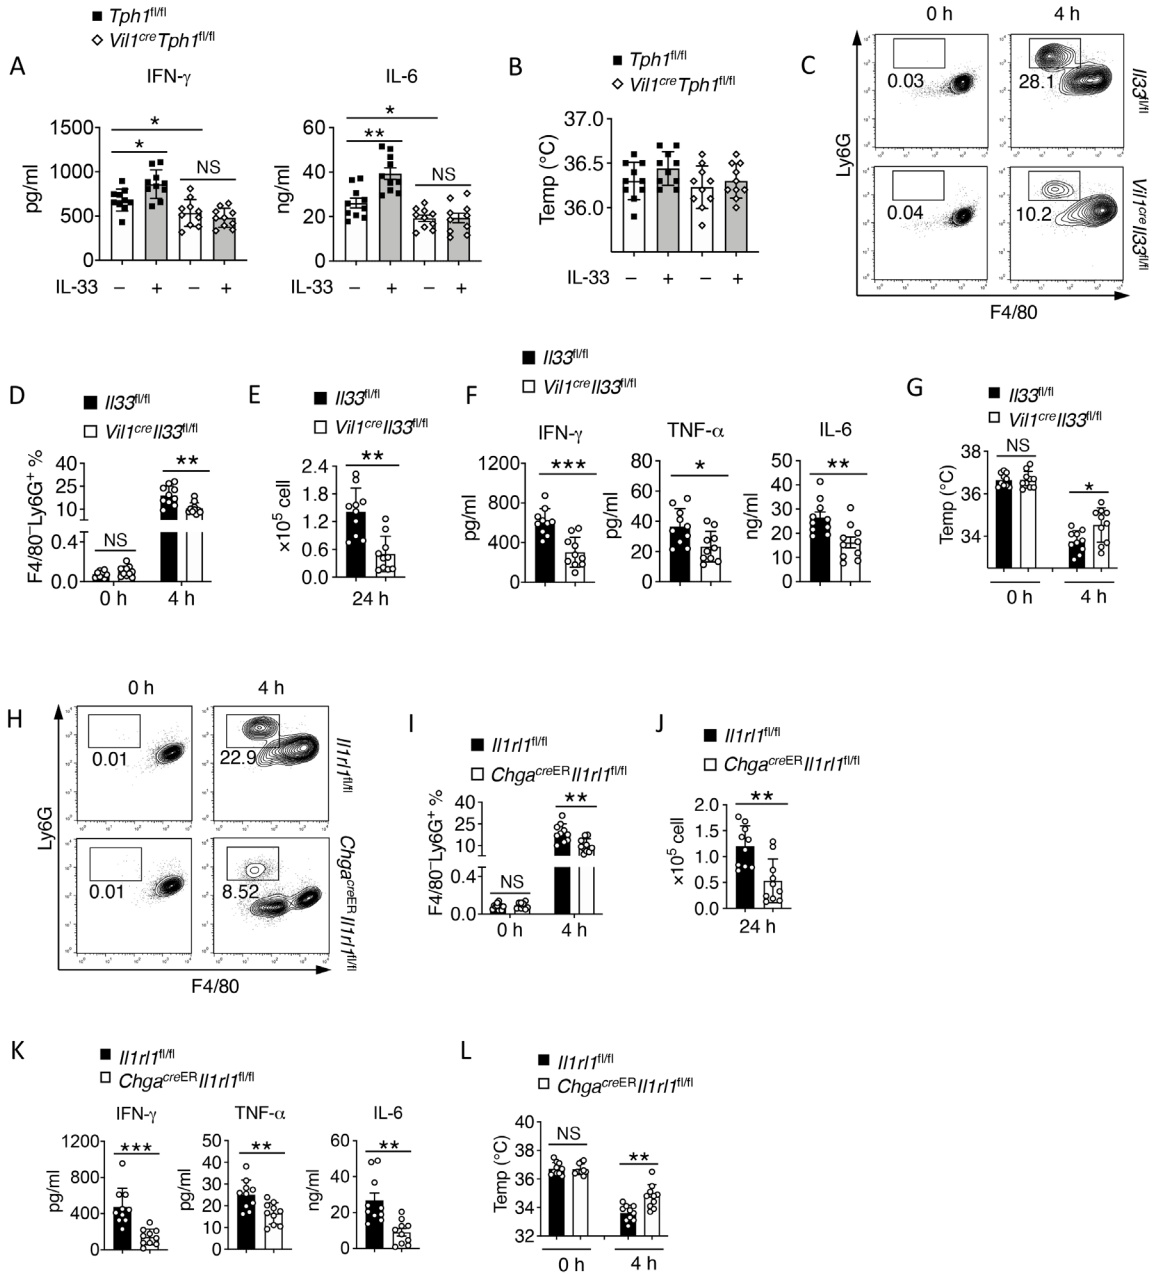 ■ Tph1fl/fl
◇ Vil1creTph1fl/fl
A
IFN-γ
IL-6
pg/ml
1500
1000
500
0
*
*
NS
IL-33 – + – +
ng/ml
60
40
20
0
*
**
NS
IL-33 – + – +
B
■ Tph1fl/fl
◇ Vil1creTph1fl/fl
Temp (°C)
37.0
36.5
36.0
IL-33 – + – +
C
0 h 4 h
0.03
28.1
Il33fl/fl
0.04
10.2
Vil1creIl33fl/fl
Ly6G
F4/80
D
Il33fl/fl
Vil1creIl33fl/fl
F4/80–Ly6G+ %
40
25
10
0.4
0.0
NS
**
0 h 4 h
E
Il33fl/fl
Vil1creIl33fl/fl
×10⁵ cell
2.4
1.8
1.2
0.6
0.0
**
24 h
F
Il33fl/fl
Vil1creIl33fl/fl
IFN-γ
pg/ml
1200
800
400
0
***
TNF-α
pg/ml
80
60
40
20
0
*
IL-6
ng/ml
50
40
30
20
10
0
**
G
Il33fl/fl
Vil1creIl33fl/fl
Temp (°C)
38
36
34
NS
*
0 h 4 h
H
0 h 4 h
0.01
22.9
Il1rl1fl/fl
0.01
8.52
ChgacreERIl1rl1fl/fl
Ly6G
F4/80
I
Il1rl1fl/fl
ChgacreERIl1rl1fl/fl
F4/80–Ly6G+ %
40
25
10
0.4
0.0
NS
**
0 h 4 h
J
Il1rl1fl/fl
ChgacreERIl1rl1fl/fl
×10⁵ cell
2.0
1.5
1.0
0.5
0.0
**
24 h
K
Il1rl1fl/fl
ChgacreERIl1rl1fl/fl
IFN-γ
pg/ml
1200
800
400
0
***
TNF-α
pg/ml
50
40
30
20
10
0
**
IL-6
ng/ml
60
40
20
0
**
L
Il1rl1fl/fl
ChgacreERIl1rl1fl/fl
Temp (°C)
40
38
36
34
32
NS
**
0 h 4 h